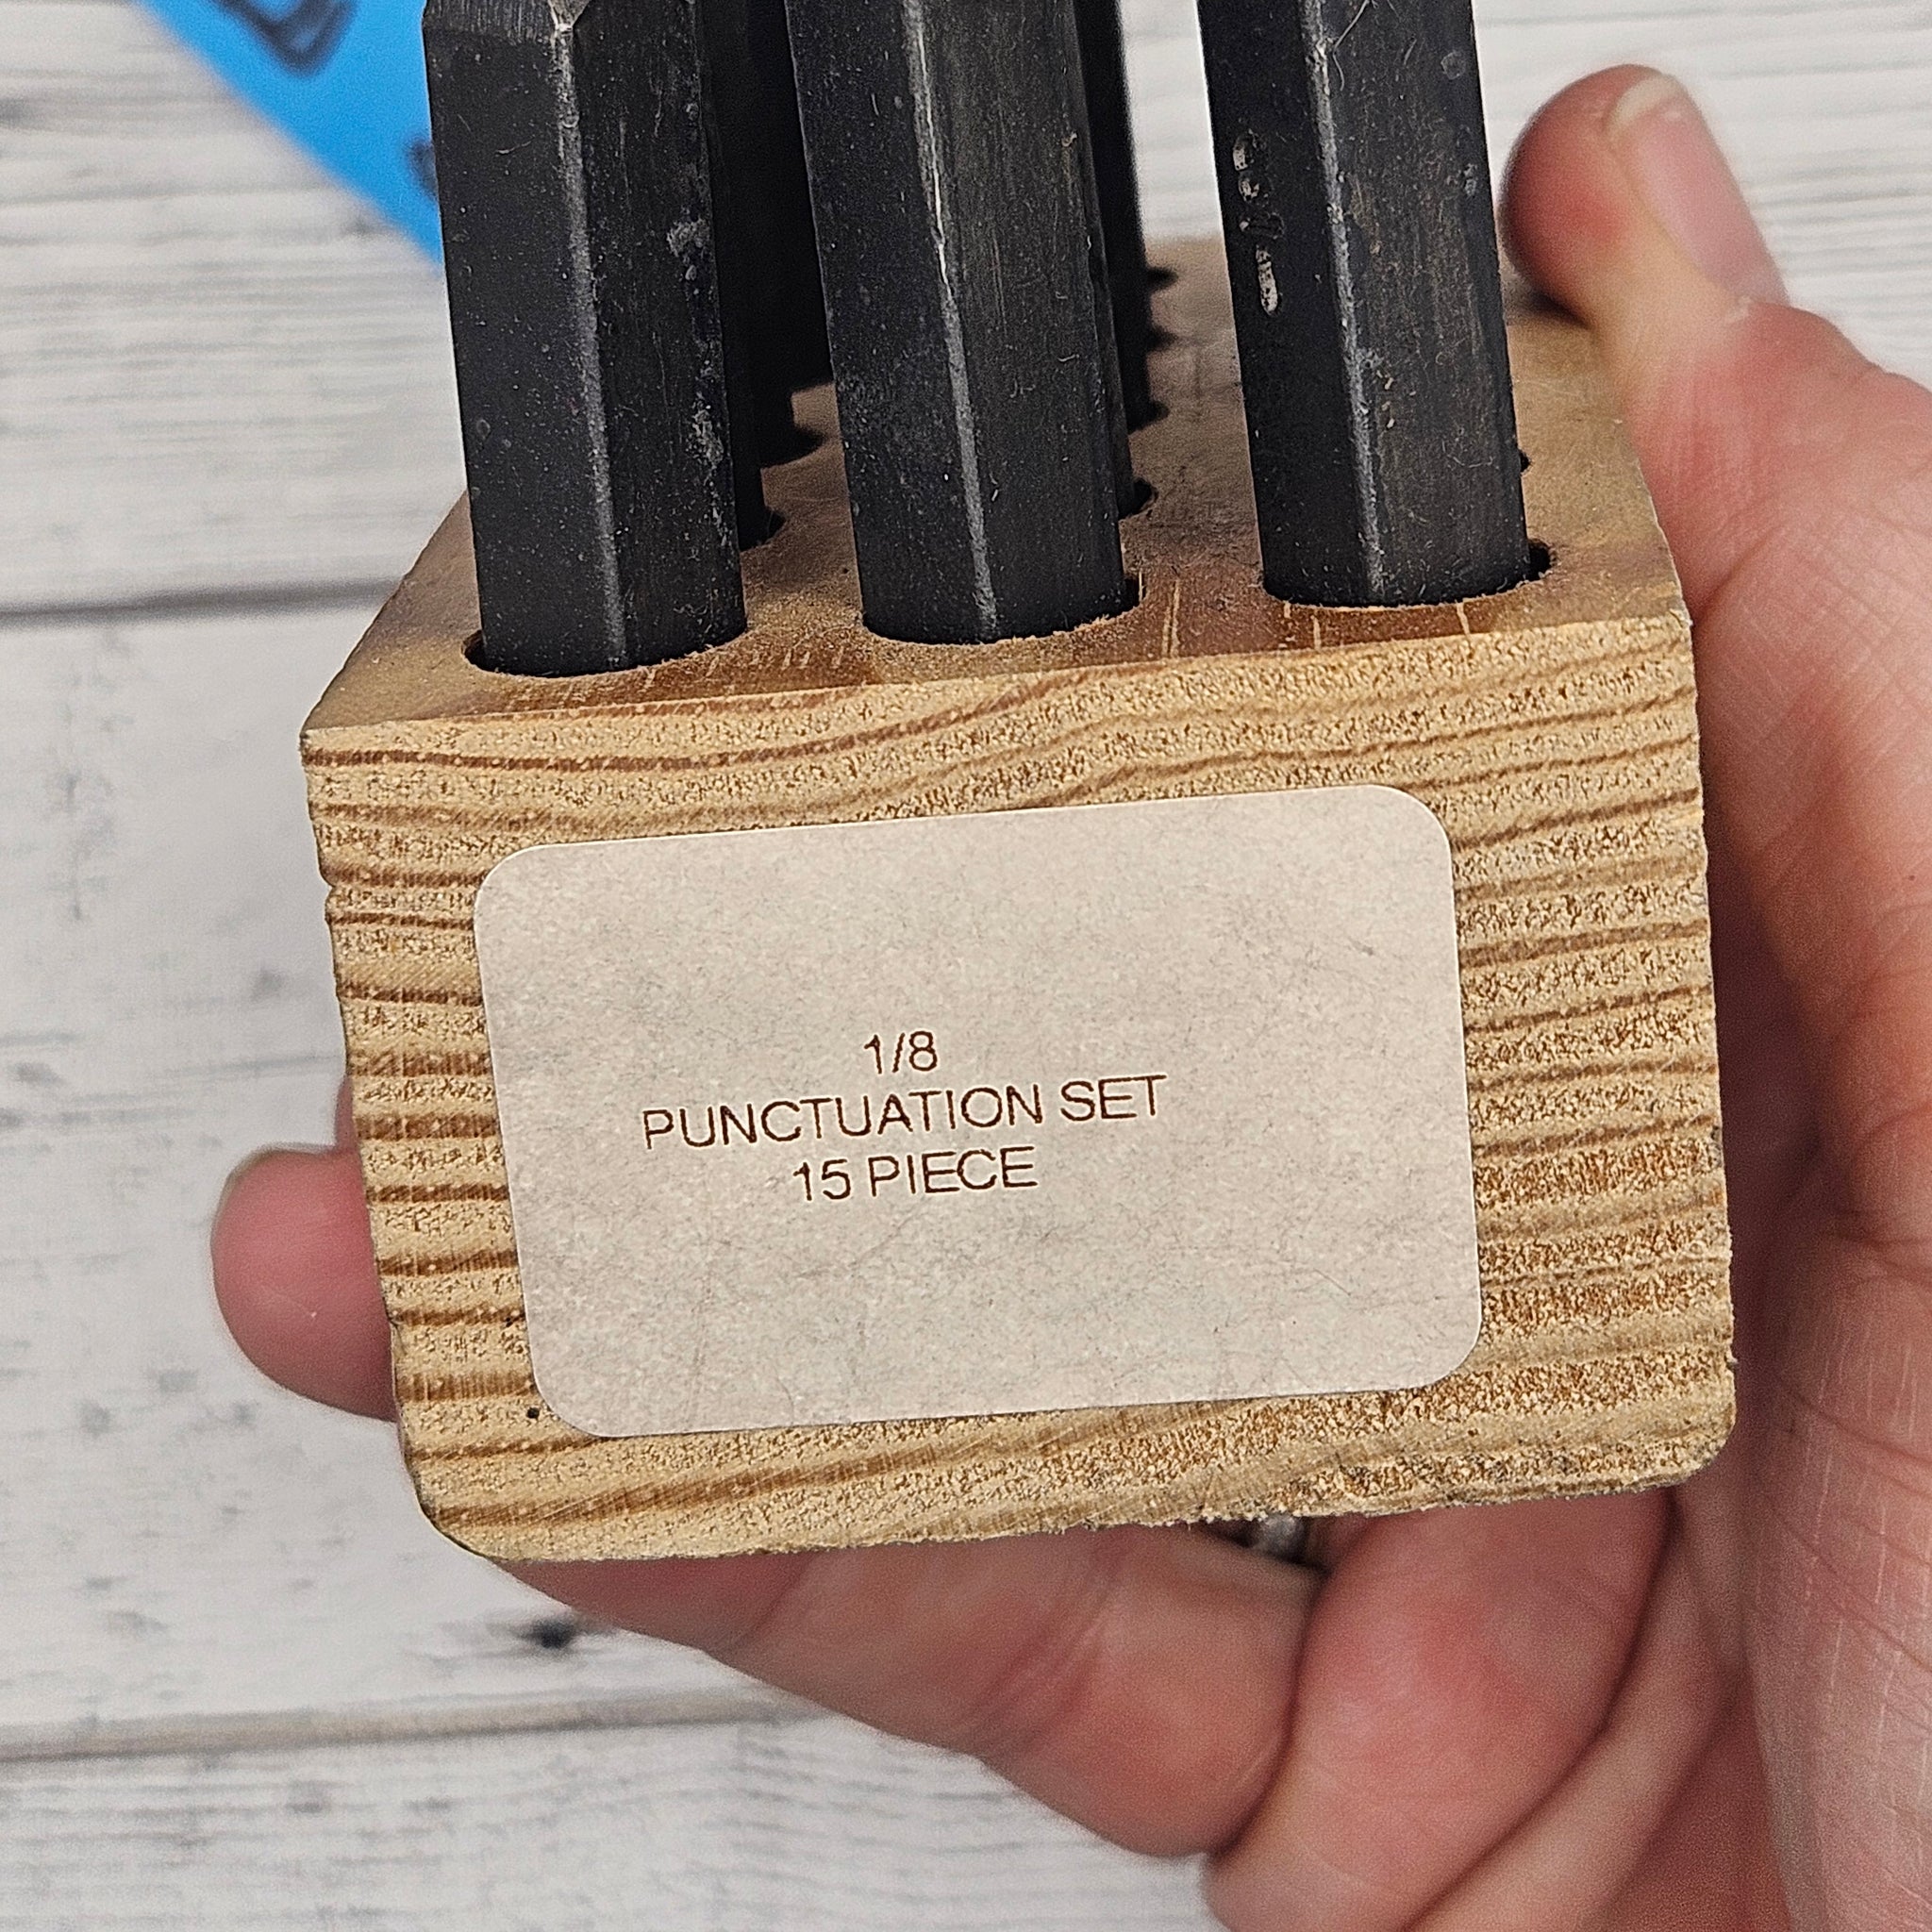 1/8
PUNCTUATION SET
15 PIECE